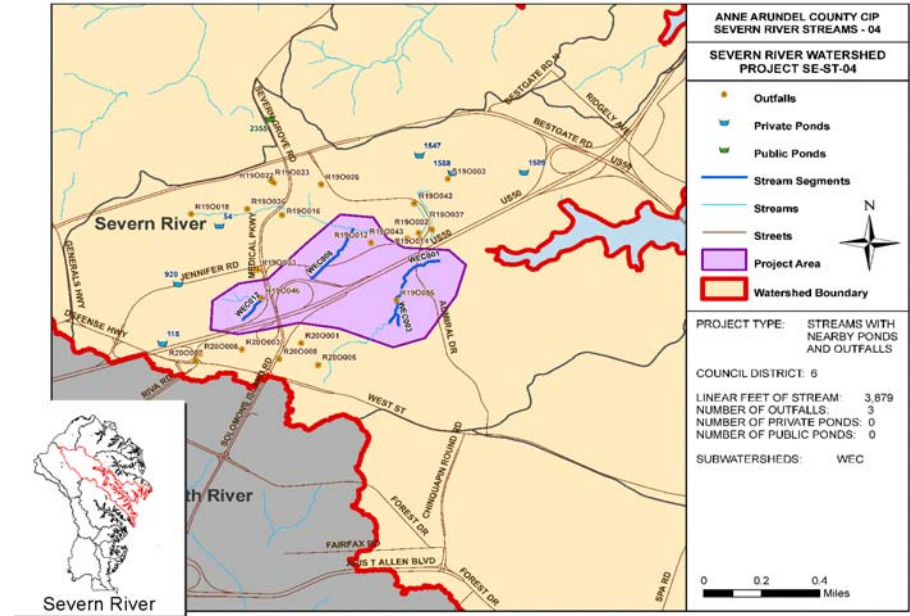 ANNE ARUNDEL COUNTY CIP
SEVERN RIVER STREAMS - 04
SEVERN RIVER WATERSHED
PROJECT SE-ST-04
Outfalls
Private Ponds
Public Ponds
Stream Segments
Streams
Streets
Project Area
Watershed Boundary
N
PROJECT TYPE: STREAMS WITH
NEARBY PONDS
AND OUTFALLS
COUNCIL DISTRICT: 6
LINEAR FEET OF STREAM: 3,879
NUMBER OF OUTFALLS: 3
NUMBER OF PRIVATE PONDS: 0
NUMBER OF PUBLIC PONDS: 0
SUBWATERSHEDS: WEC
0 0.2 0.4
Miles
BESTGATE RD N
RIDGELY AVE
BESTGATE RD
US50
SEVERN GROVE RD
2355
1547
1588
1589
R19O023
R19O022
R19O026
R19O042
R19O018
R19O016
R19O037
R19O002
R19O043
R19O012
R19O014
US50
54
Severn River
MEDICAL PKWY
WEC008
WEC001
GENERALS HWY
920
JENNIFER RD
R19O046
WEC012
WEC003
ADMIRAL DR
DEFENSE HWY
115
R20O006
R20O003
R20O001
R20O008
R20O005
RIVA RD
SOLOMONS ISLAND RD
WEST ST
CHINQUAPIN ROUND RD
th River
FOREST DR
FAIRFAX RD
ALLEN BLVD
FOREST DR
SPA RD
Severn River